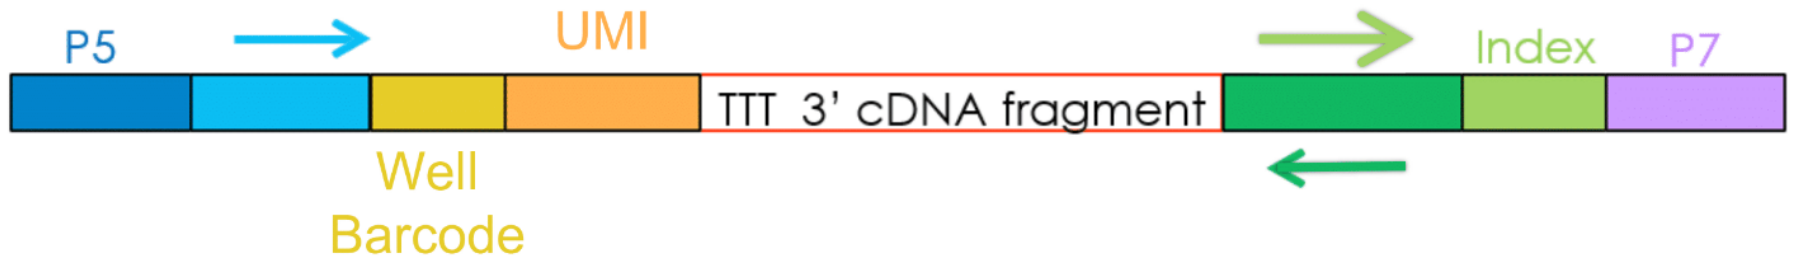 P5
UMI
Index
P7
TTT 3’ cDNA fragment
Well
Barcode